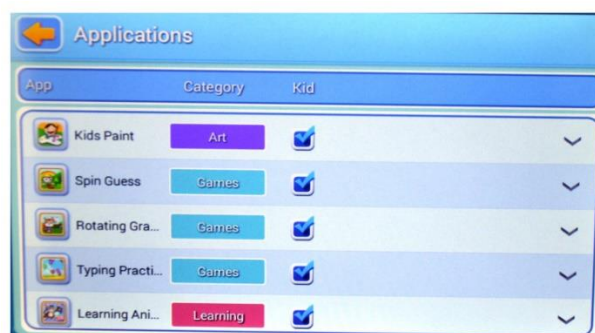 Applications
App Category Kid
Kids Paint Art
Spin Guess Games
Rotating Gra... Games
Typing Practi... Games
Learning Ani... Learning